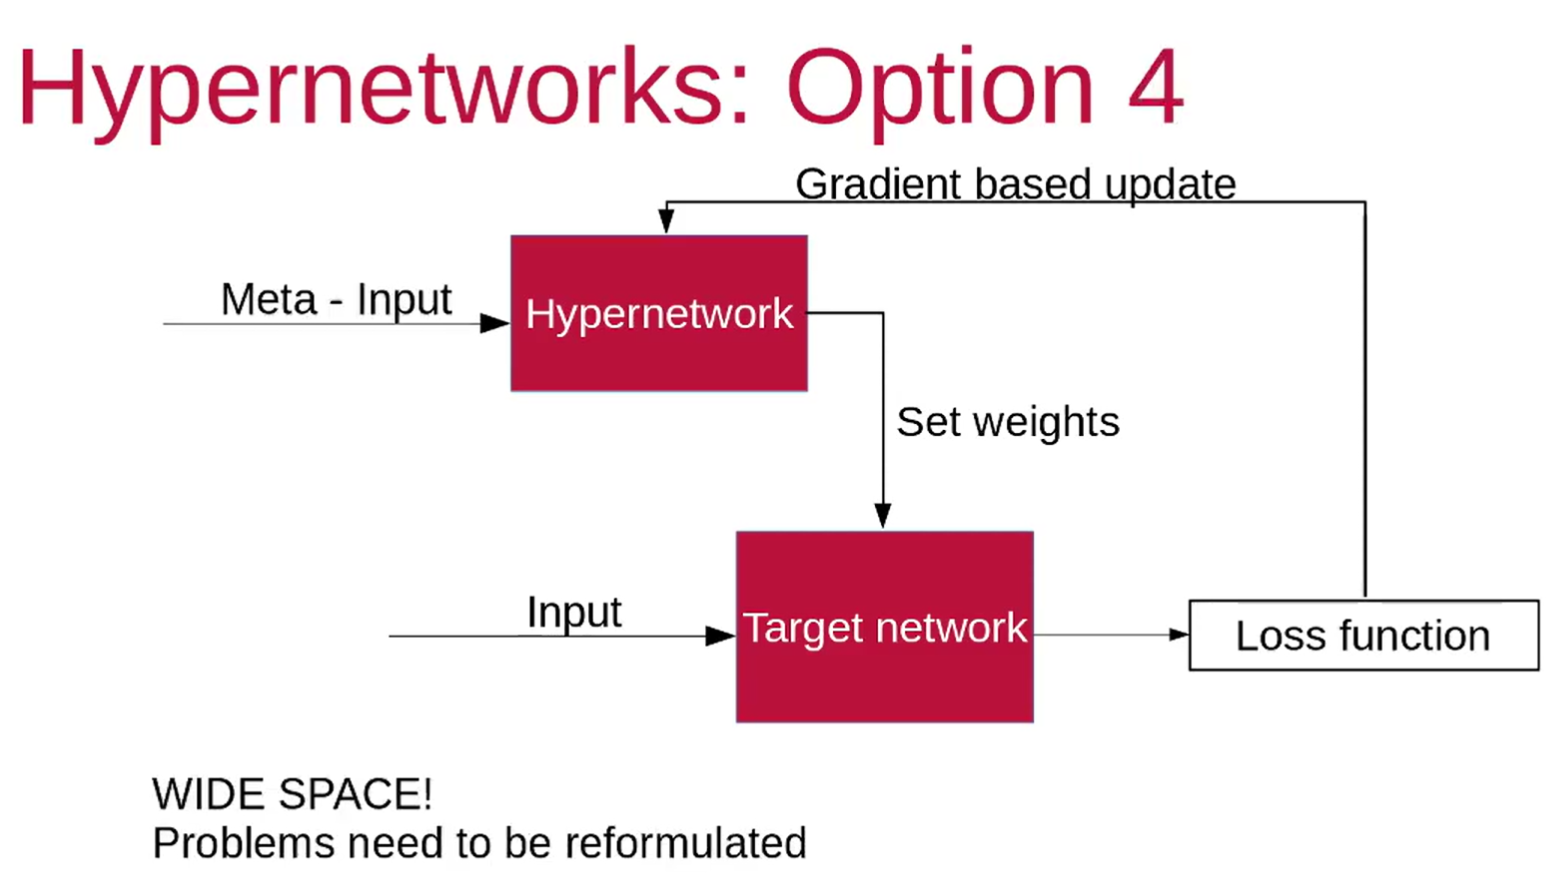 Hypernetworks: Option 4
Gradient based update
Meta - Input
Hypernetwork
Set weights
Input
Target network
Loss function
WIDE SPACE!
Problems need to be reformulated